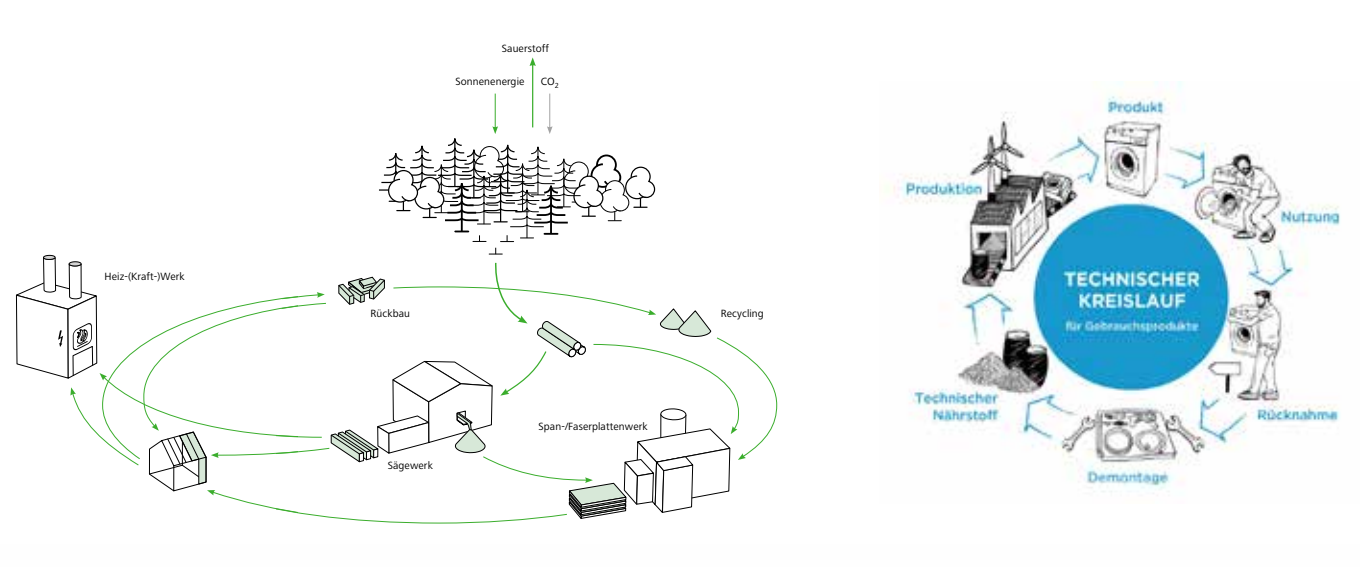 Sauerstoff
Sonnenenergie
CO₂
Heiz-(Kraft-)Werk
Rückbau
Recycling
Sägewerk
Span-/Faserplattenwerk
Produkt
Produktion
Nutzung
TECHNISCHER
KREISLAUF
für Gebrauchsprodukte
Technischer
Nährstoff
Rücknahme
Demontage